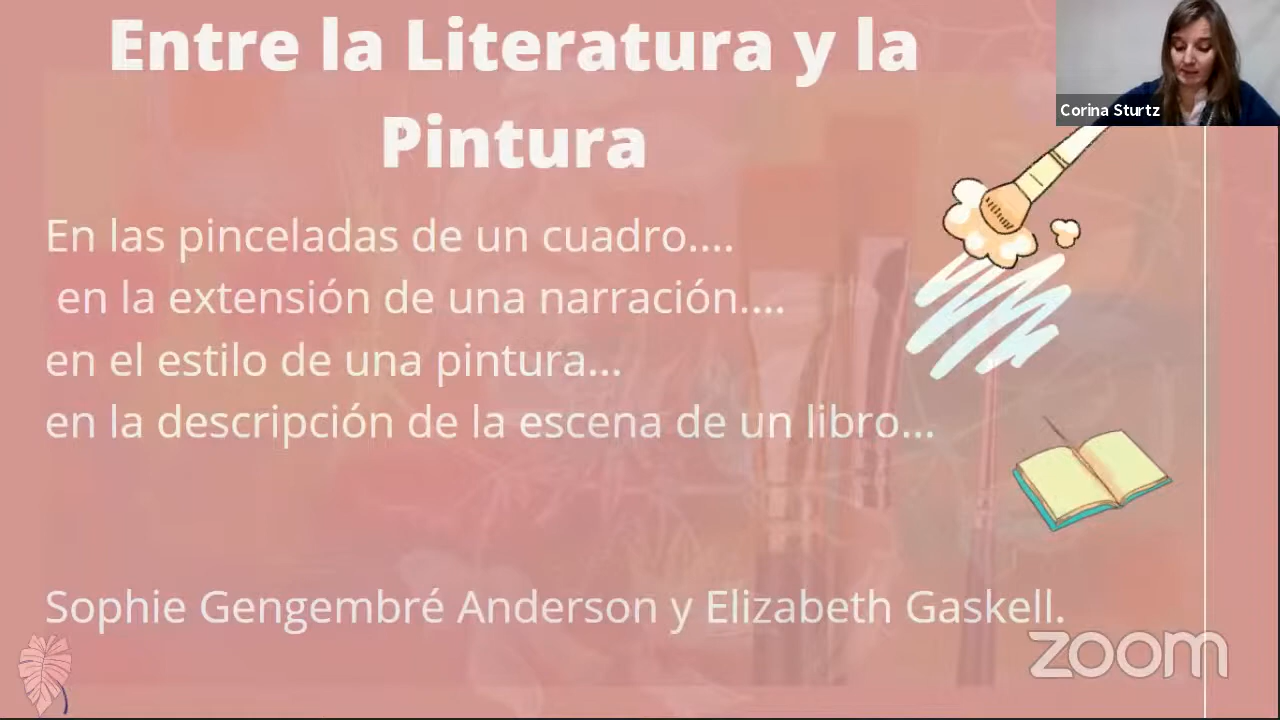 Entre la Literatura y la
Pintura
Corina Sturtz
En las pinceladas de un cuadro....
en la extensión de una narración....
en el estilo de una pintura...
en la descripción de la escena de un libro...
Sophie Gengembré Anderson y Elizabeth Gaskell.
zoom